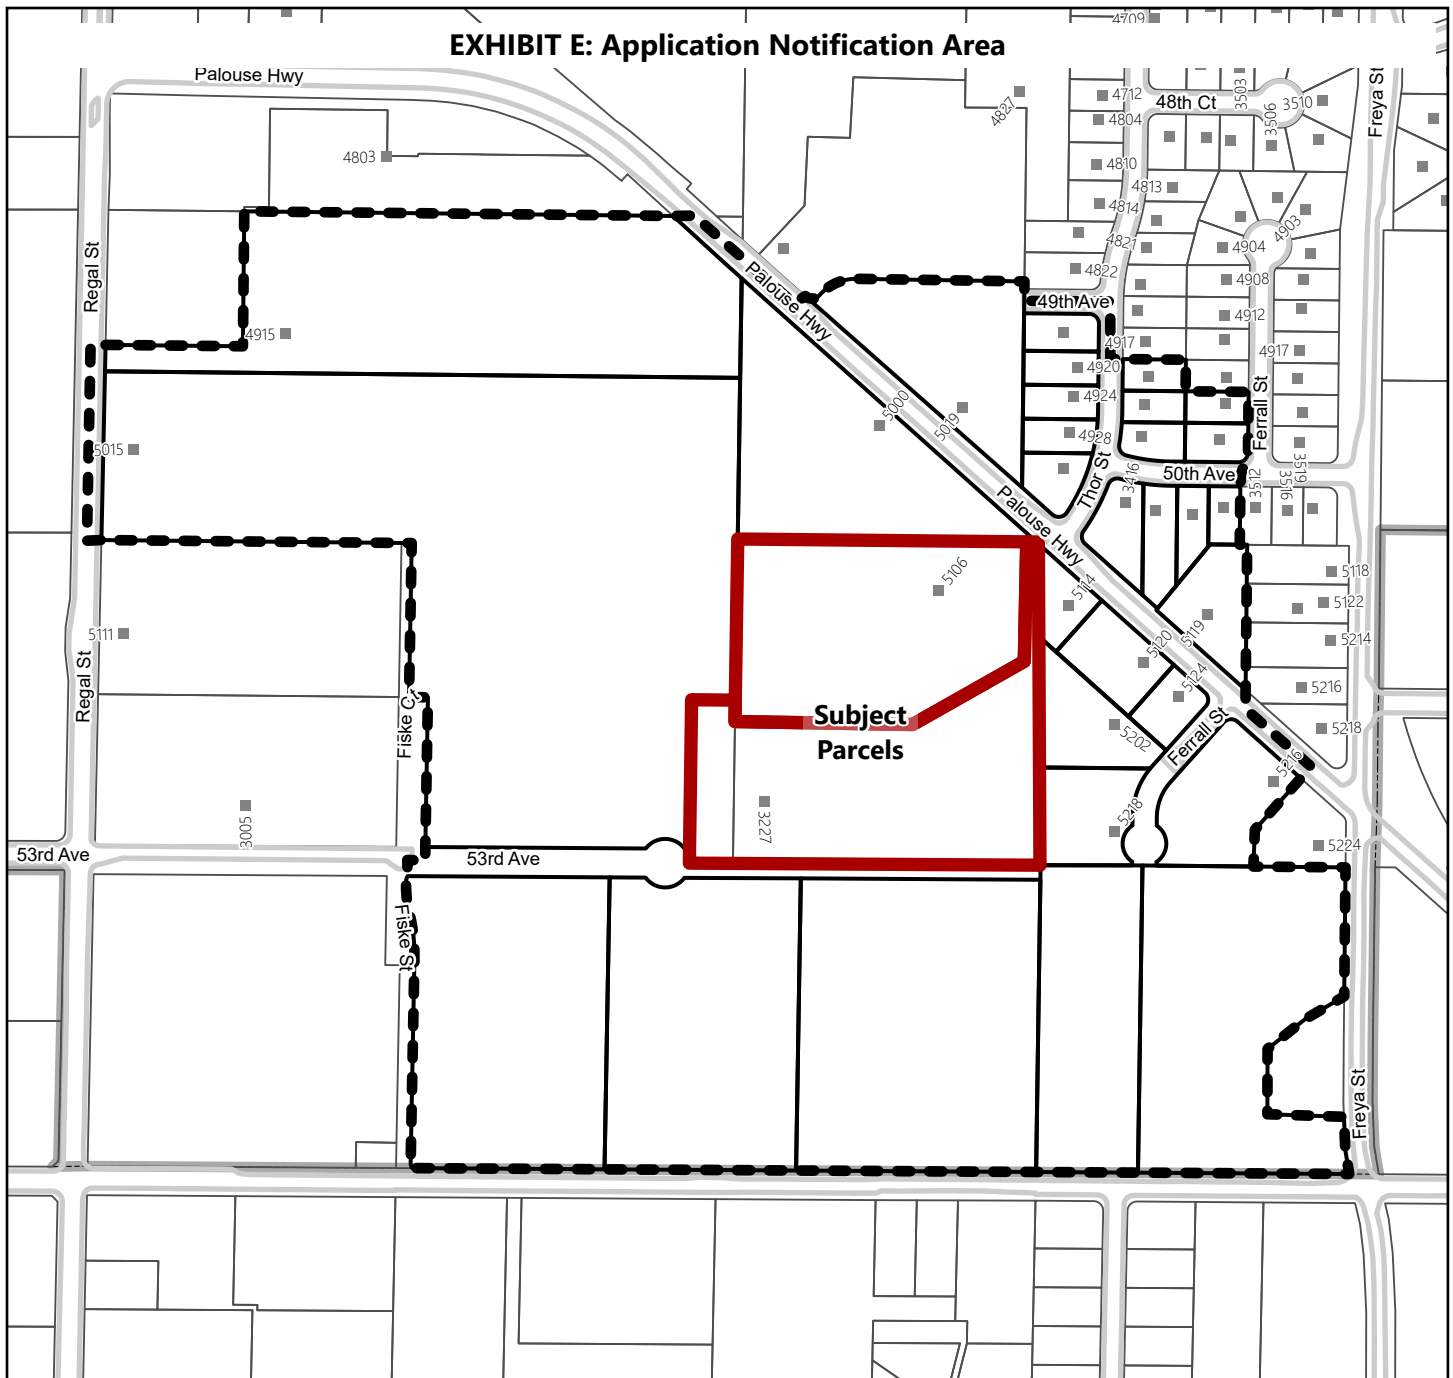 4709
EXHIBIT E: Application Notification Area
Palouse Hwy
4827
4712
48th Ct
3503
3510
Freya St
4804
3506
4803
4810
4813
4814
4903
4821
4904
Regal St
4822
4908
Palouse Hwy
49th Ave
4912
4915
4917
4917
4920
5000
5019
4924
Ferrall St
4928
5015
Thor St
3416
50th Ave
3512
3516
3519
Palouse Hwy
5106
5114
5118
5122
5111
5119
5120
5214
Regal St
5124
5216
Fiske Ct
Subject
Parcels
5202
Ferrall St
5218
5216
3005
3227
5218
5224
53rd Ave
53rd Ave
Fiske St
Freya St